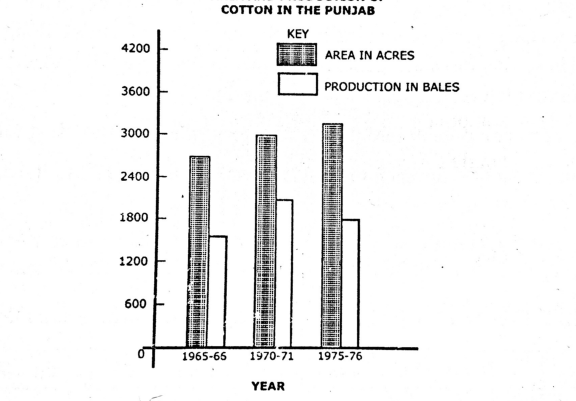 COTTON IN THE PUNJAB
KEY
AREA IN ACRES
PRODUCTION IN BALES
4200
3600
3000
2400
1800
1200
600
0
1965-66 1970-71 1975-76
YEAR